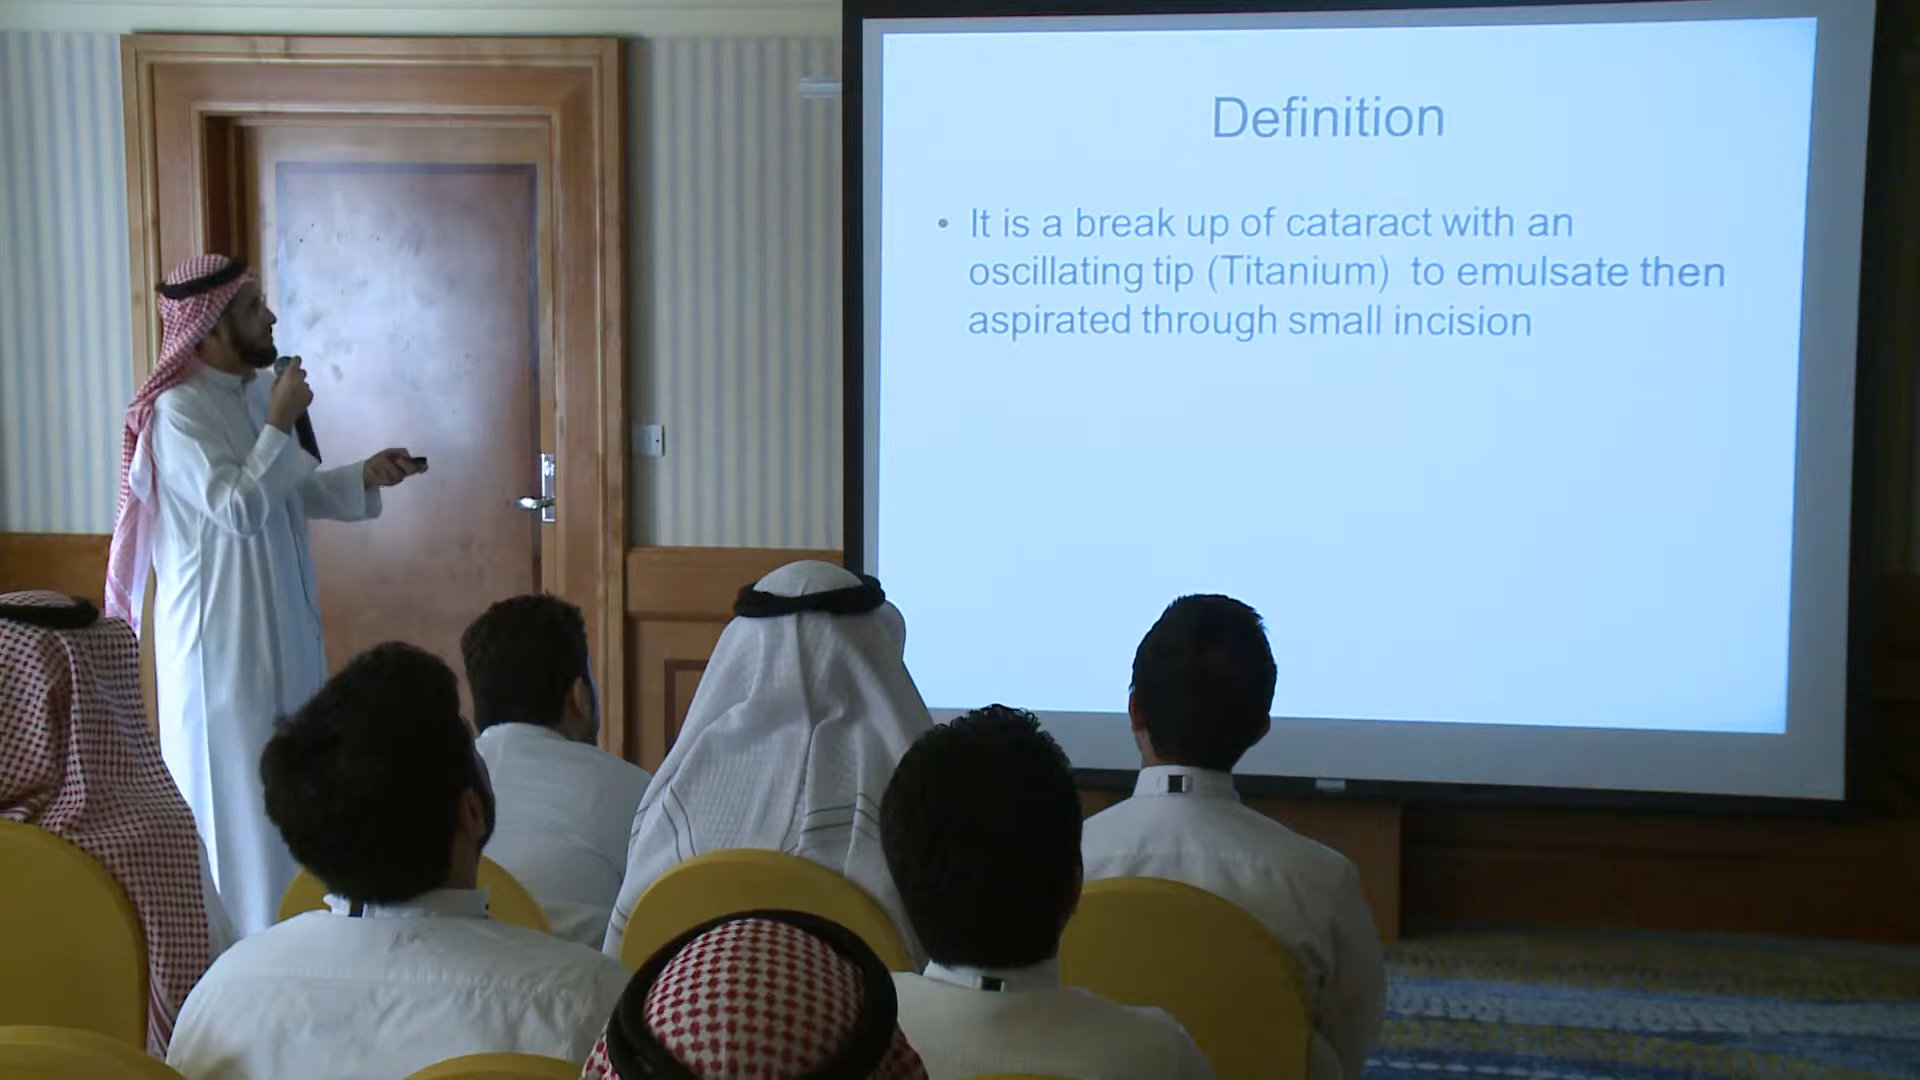 Definition
• It is a break up of cataract with an
oscillating tip (Titanium) to emulsate then
aspirated through small incision